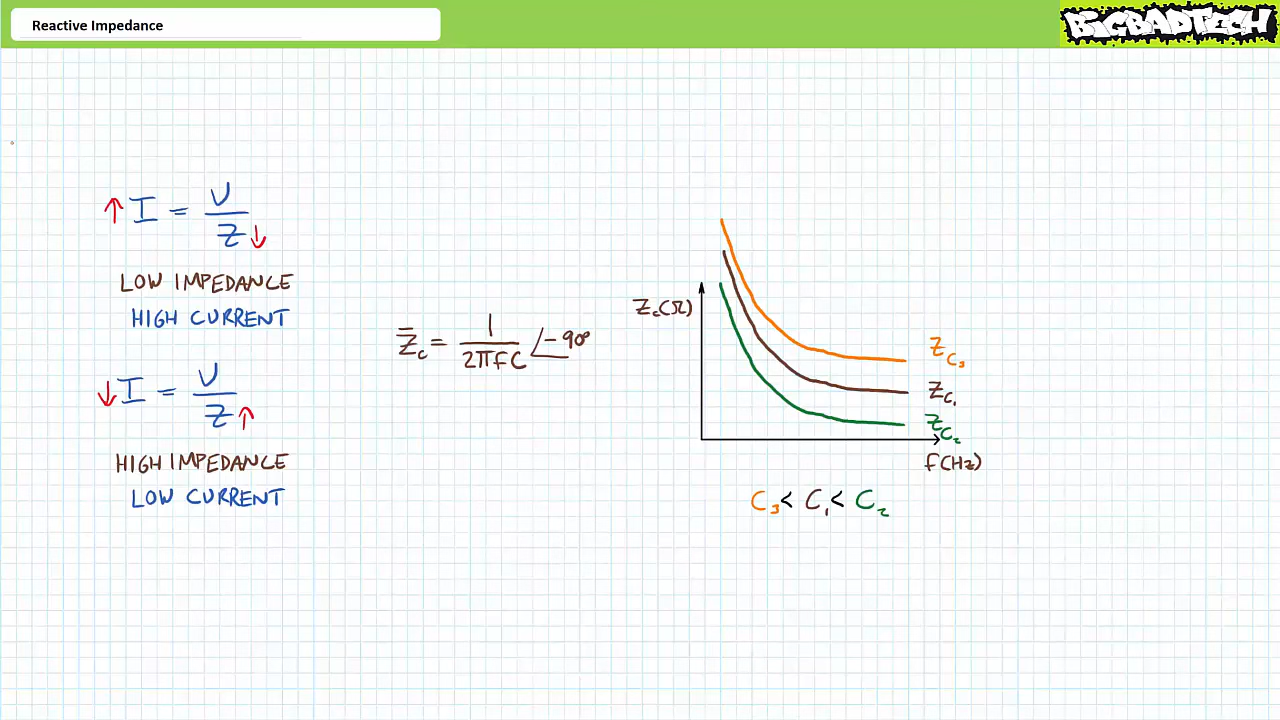 Reactive Impedance
BIGBADTECH
↑I = V/Z↓
LOW IMPEDANCE
HIGH CURRENT
↓I = V/Z↑
HIGH IMPEDANCE
LOW CURRENT
Z̄c = 1/2πfC ∠-90°
Zc(Ω)
ZC3
ZC1
ZC2
f(Hz)
C3 < C1 < C2